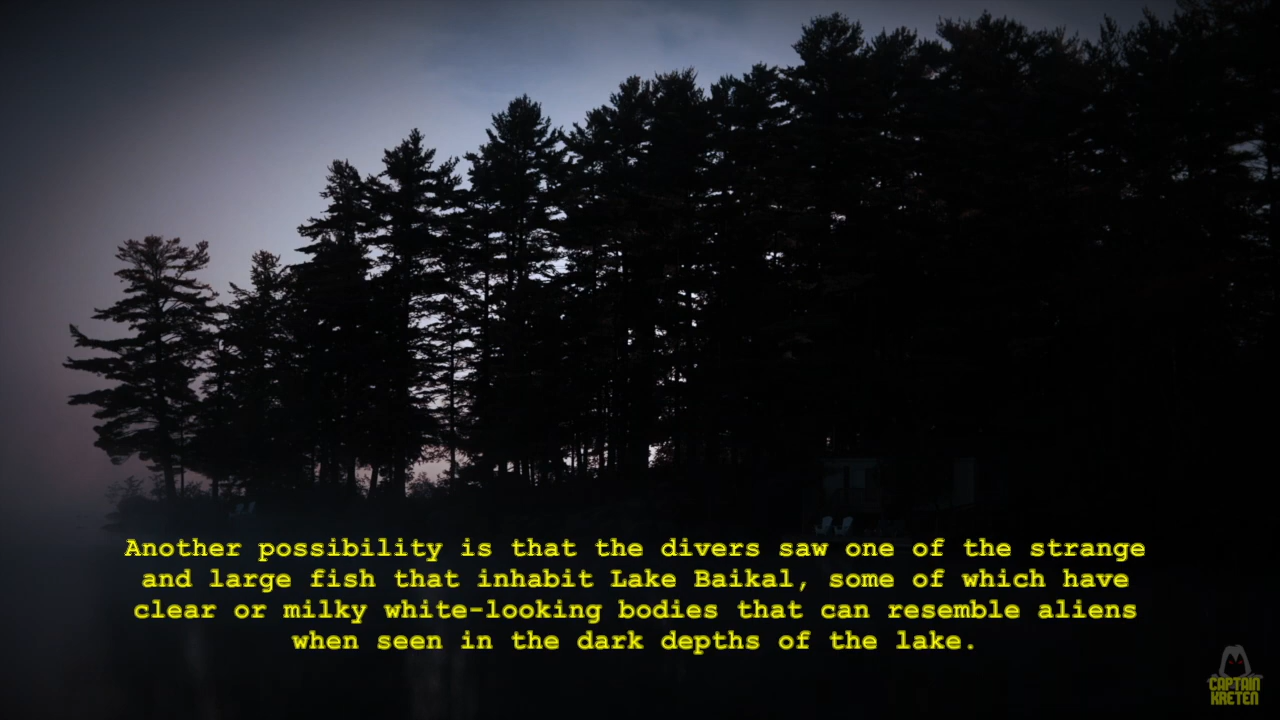 Another possibility is that the divers saw one of the strange
and large fish that inhabit Lake Baikal, some of which have
clear or milky white-looking bodies that can resemble aliens
when seen in the dark depths of the lake.
CAPTAIN
KRETEN